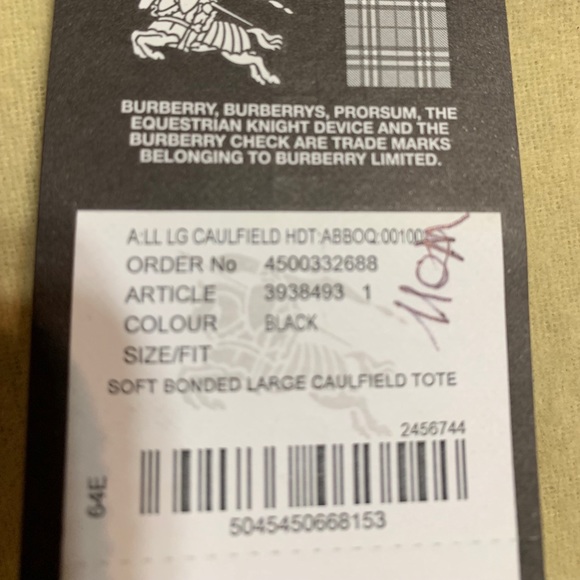 BURBERRY, BURBERRYS, PRORSUM, THE
EQUESTRIAN KNIGHT DEVICE AND THE
BURBERRY CHECK ARE TRADE MARKS
BELONGING TO BURBERRY LIMITED.
A:LL LG CAULFIELD HDT:ABBOQ:00100
ORDER No 4500332688
ARTICLE 3938493 1
COLOUR BLACK
SIZE/FIT
SOFT BONDED LARGE CAULFIELD TOTE
2456744
64E
5045450668153